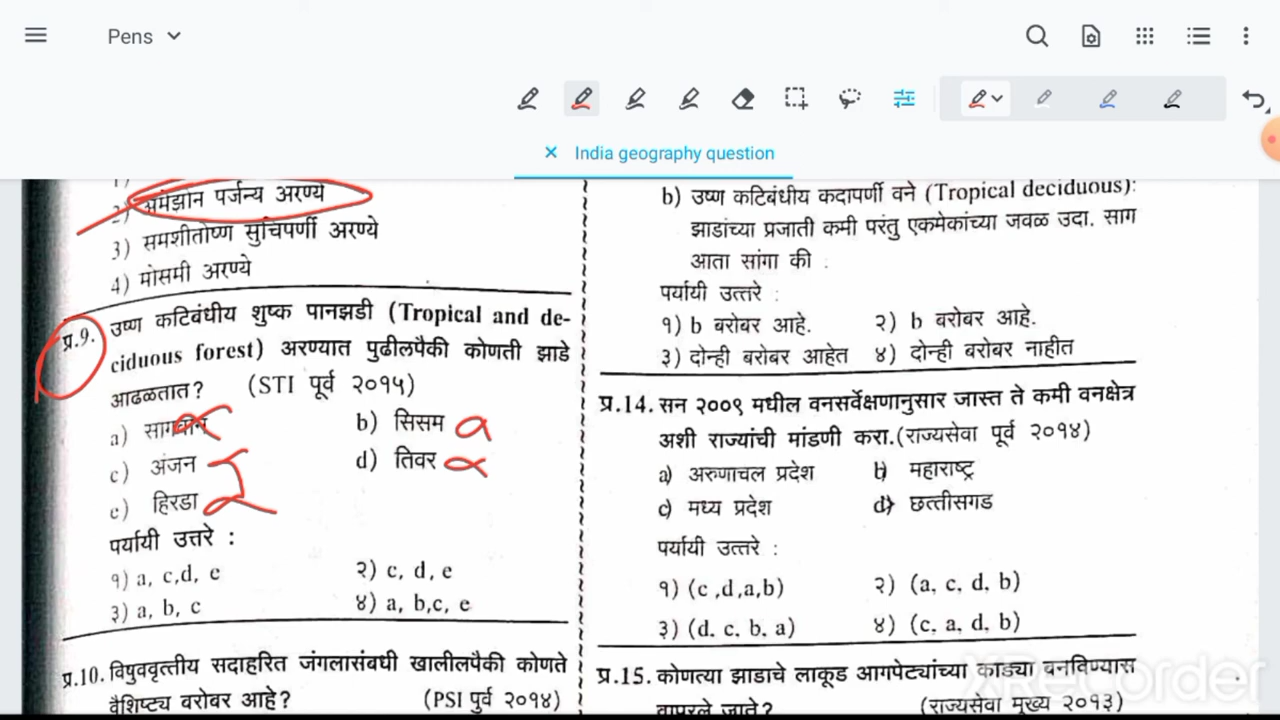 Pens
India geography question
2) अमेझॉन पर्जन्य अरण्ये
3) समशीतोष्ण सुचिपर्णी अरण्ये
4) मोसमी अरण्ये
प्र.9. उष्ण कटिबंधीय शुष्क पानझडी (Tropical and de-
ciduous forest) अरण्यात पुढीलपैकी कोणती झाडे
आढळतात? (STI पूर्व २०१५)
a) सागवान b) सिसम
c) अंजन d) तिवर
e) हिरडा
पर्यायी उत्तरे :
१) a, c,d, e २) c, d, e
३) a, b, c ४) a, b,c, e
प्र.10. विषुववृत्तीय सदाहरित जंगलासंबधी खालीलपैकी कोणते
वैशिष्ट्य बरोबर आहे? (PSI पुर्व २०१४)
b) उष्ण कटिबंधीय कदापर्णी वने (Tropical deciduous):
झाडांच्या प्रजाती कमी परंतु एकमेकांच्या जवळ उदा. साग
आता सांगा की :
पर्यायी उत्तरे :
१) b बरोबर आहे. २) b बरोबर आहे.
३) दोन्ही बरोबर आहेत ४) दोन्ही बरोबर नाहीत
प्र.14. सन २००९ मधील वनसर्वेक्षणानुसार जास्त ते कमी वनक्षेत्र
अशी राज्यांची मांडणी करा.(राज्यसेवा पूर्व २०१४)
a) अरुणाचल प्रदेश b) महाराष्ट्र
c) मध्य प्रदेश d) छत्तीसगड
पर्यायी उत्तरे :
१) (c ,d,a,b) २) (a, c, d, b)
३) (d. c. b. a) ४) (c, a, d, b)
प्र.15. कोणत्या झाडाचे लाकूड आगपेट्यांच्या काड्या बनविण्यास
वापरले जाते? (राज्यसेवा मुख्य २०१३)
XRecorder